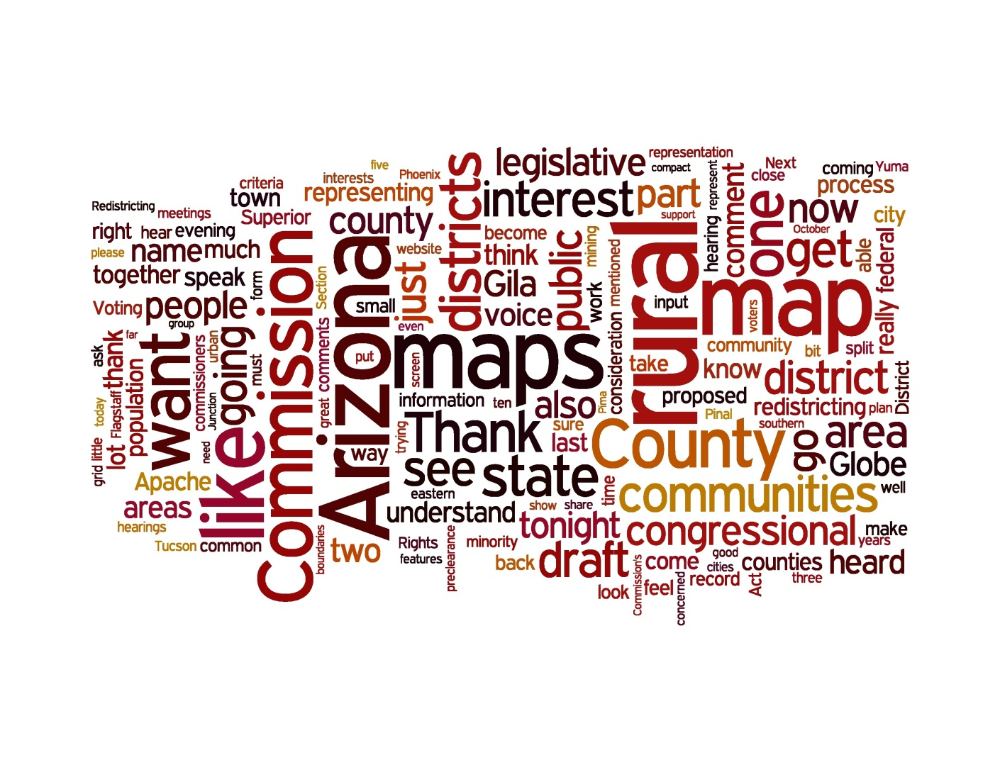 representation
legislative
compact
Next
close
coming
Yuma
process
five
interests
Phoenix
representing
criteria
town
Superior
districts
interest
part
support
hearing
represent
comment
one
now
October
city
get
able
federal
Redistricting
meetings
right
hear
evening
please
name
much
together
speak
form
Commission
county
Arizona
website
Section
become
think
public
mining
Gila
voice
work
mentioned
consideration
rural
input
map
voters
really
Voting
people
group
small
just
even
want
going
far
thank
ask
commissioners
urban
Junction
must
comments
great
put
maps
screen
take
community
bit
split
know
district
District
population
Flagstaff
today
like
information
ten
also
Pima
proposed
Pinal
redistricting
plan
southern
little
lot
grid
need
way
trying
Thank
sure
last
County
go
area
Globe
Apache
see
state
eastern
time
communities
well
areas
hearings
understand
show
share
tonight
congressional
make
years
Tucson
common
boundaries
two
Rights
features
preclearance
minority
back
draft
come
good
cities
counties
heard
look
Commission's
feel
concerned
record
Act
three